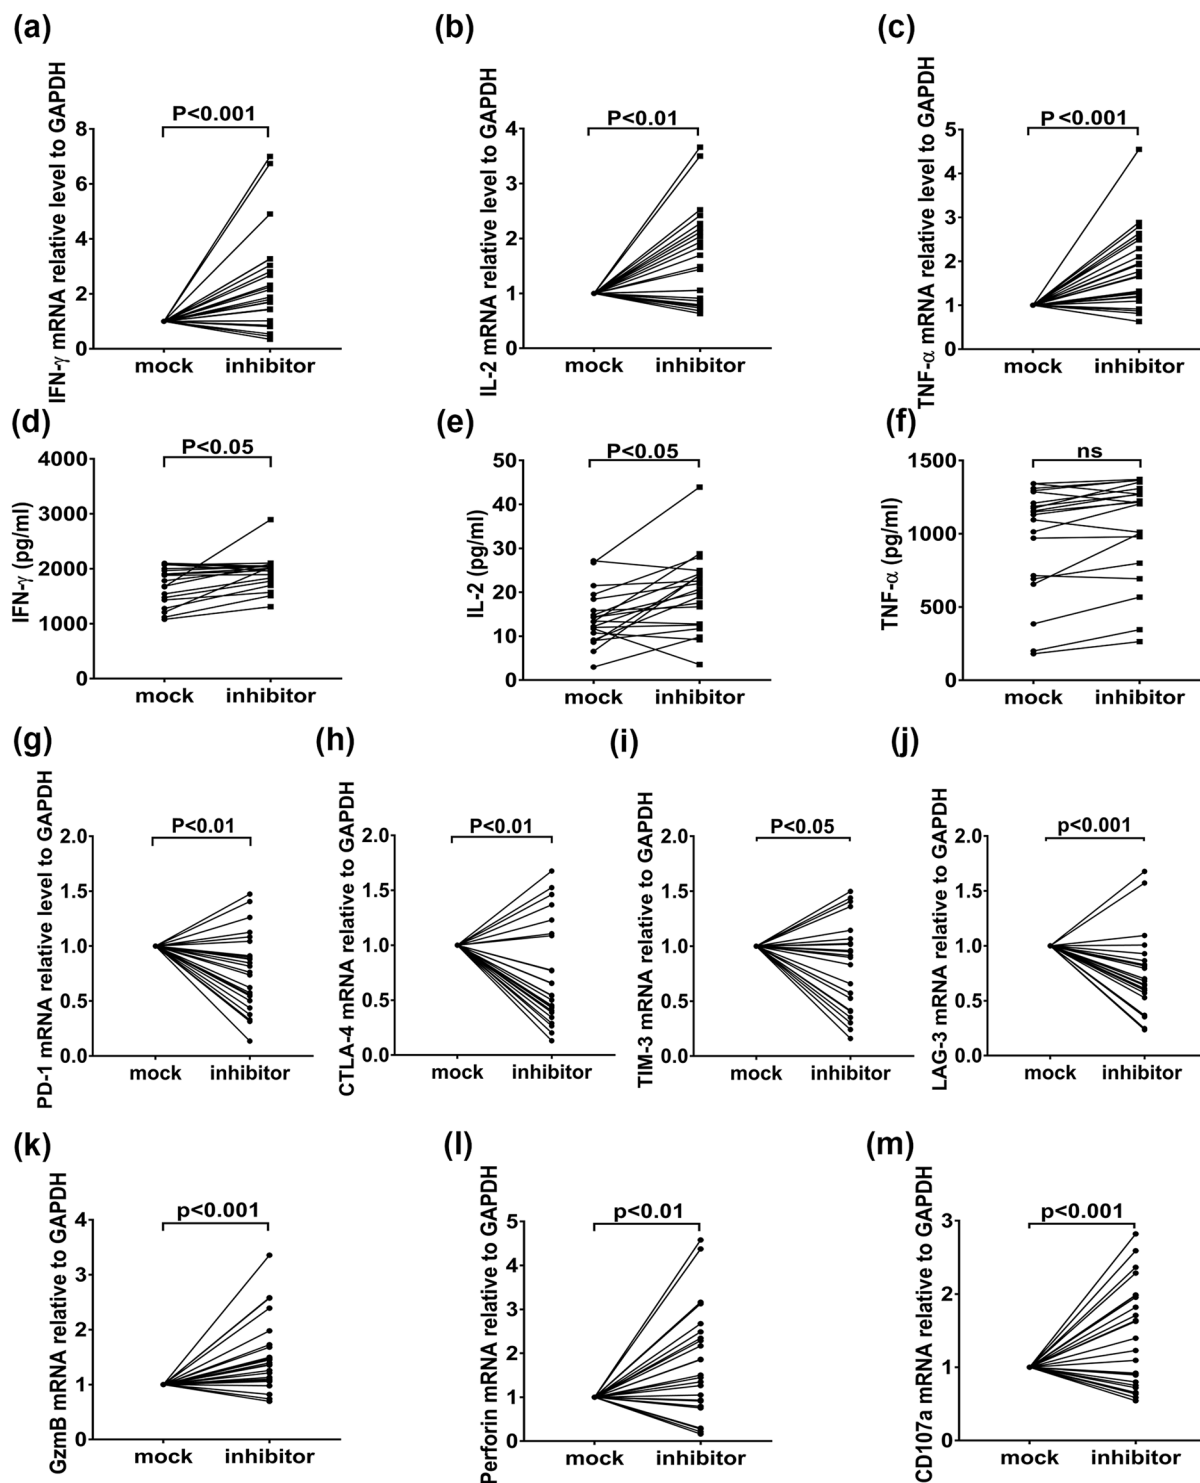 (a)
IFN-γ mRNA relative level to GAPDH
P<0.001
8
6
4
2
0
mock inhibitor
(b)
IL-2 mRNA relative level to GAPDH
P<0.01
4
3
2
1
0
mock inhibitor
(c)
TNF-α mRNA relative level to GAPDH
P<0.001
5
4
3
2
1
0
mock inhibitor
(d)
IFN-γ (pg/ml)
P<0.05
4000
3000
2000
1000
0
mock inhibitor
(e)
IL-2 (pg/ml)
P<0.05
50
40
30
20
10
0
mock inhibitor
(f)
TNF-α (pg/ml)
ns
1500
1000
500
0
mock inhibitor
(g)
PD-1 mRNA relative level to GAPDH
P<0.01
2.0
1.5
1.0
0.5
0.0
mock inhibitor
(h)
CTLA-4 mRNA relative to GAPDH
P<0.01
2.0
1.5
1.0
0.5
0.0
mock inhibitor
(i)
TIM-3 mRNA relative to GAPDH
P<0.05
2.0
1.5
1.0
0.5
0.0
mock inhibitor
(j)
LAG-3 mRNA relative to GAPDH
p<0.001
2.0
1.5
1.0
0.5
0.0
mock inhibitor
(k)
GzmB mRNA relative to GAPDH
p<0.001
4
3
2
1
0
mock inhibitor
(l)
Perforin mRNA relative to GAPDH
p<0.01
5
4
3
2
1
0
mock inhibitor
(m)
CD107a mRNA relative to GAPDH
p<0.001
3
2
1
0
mock inhibitor